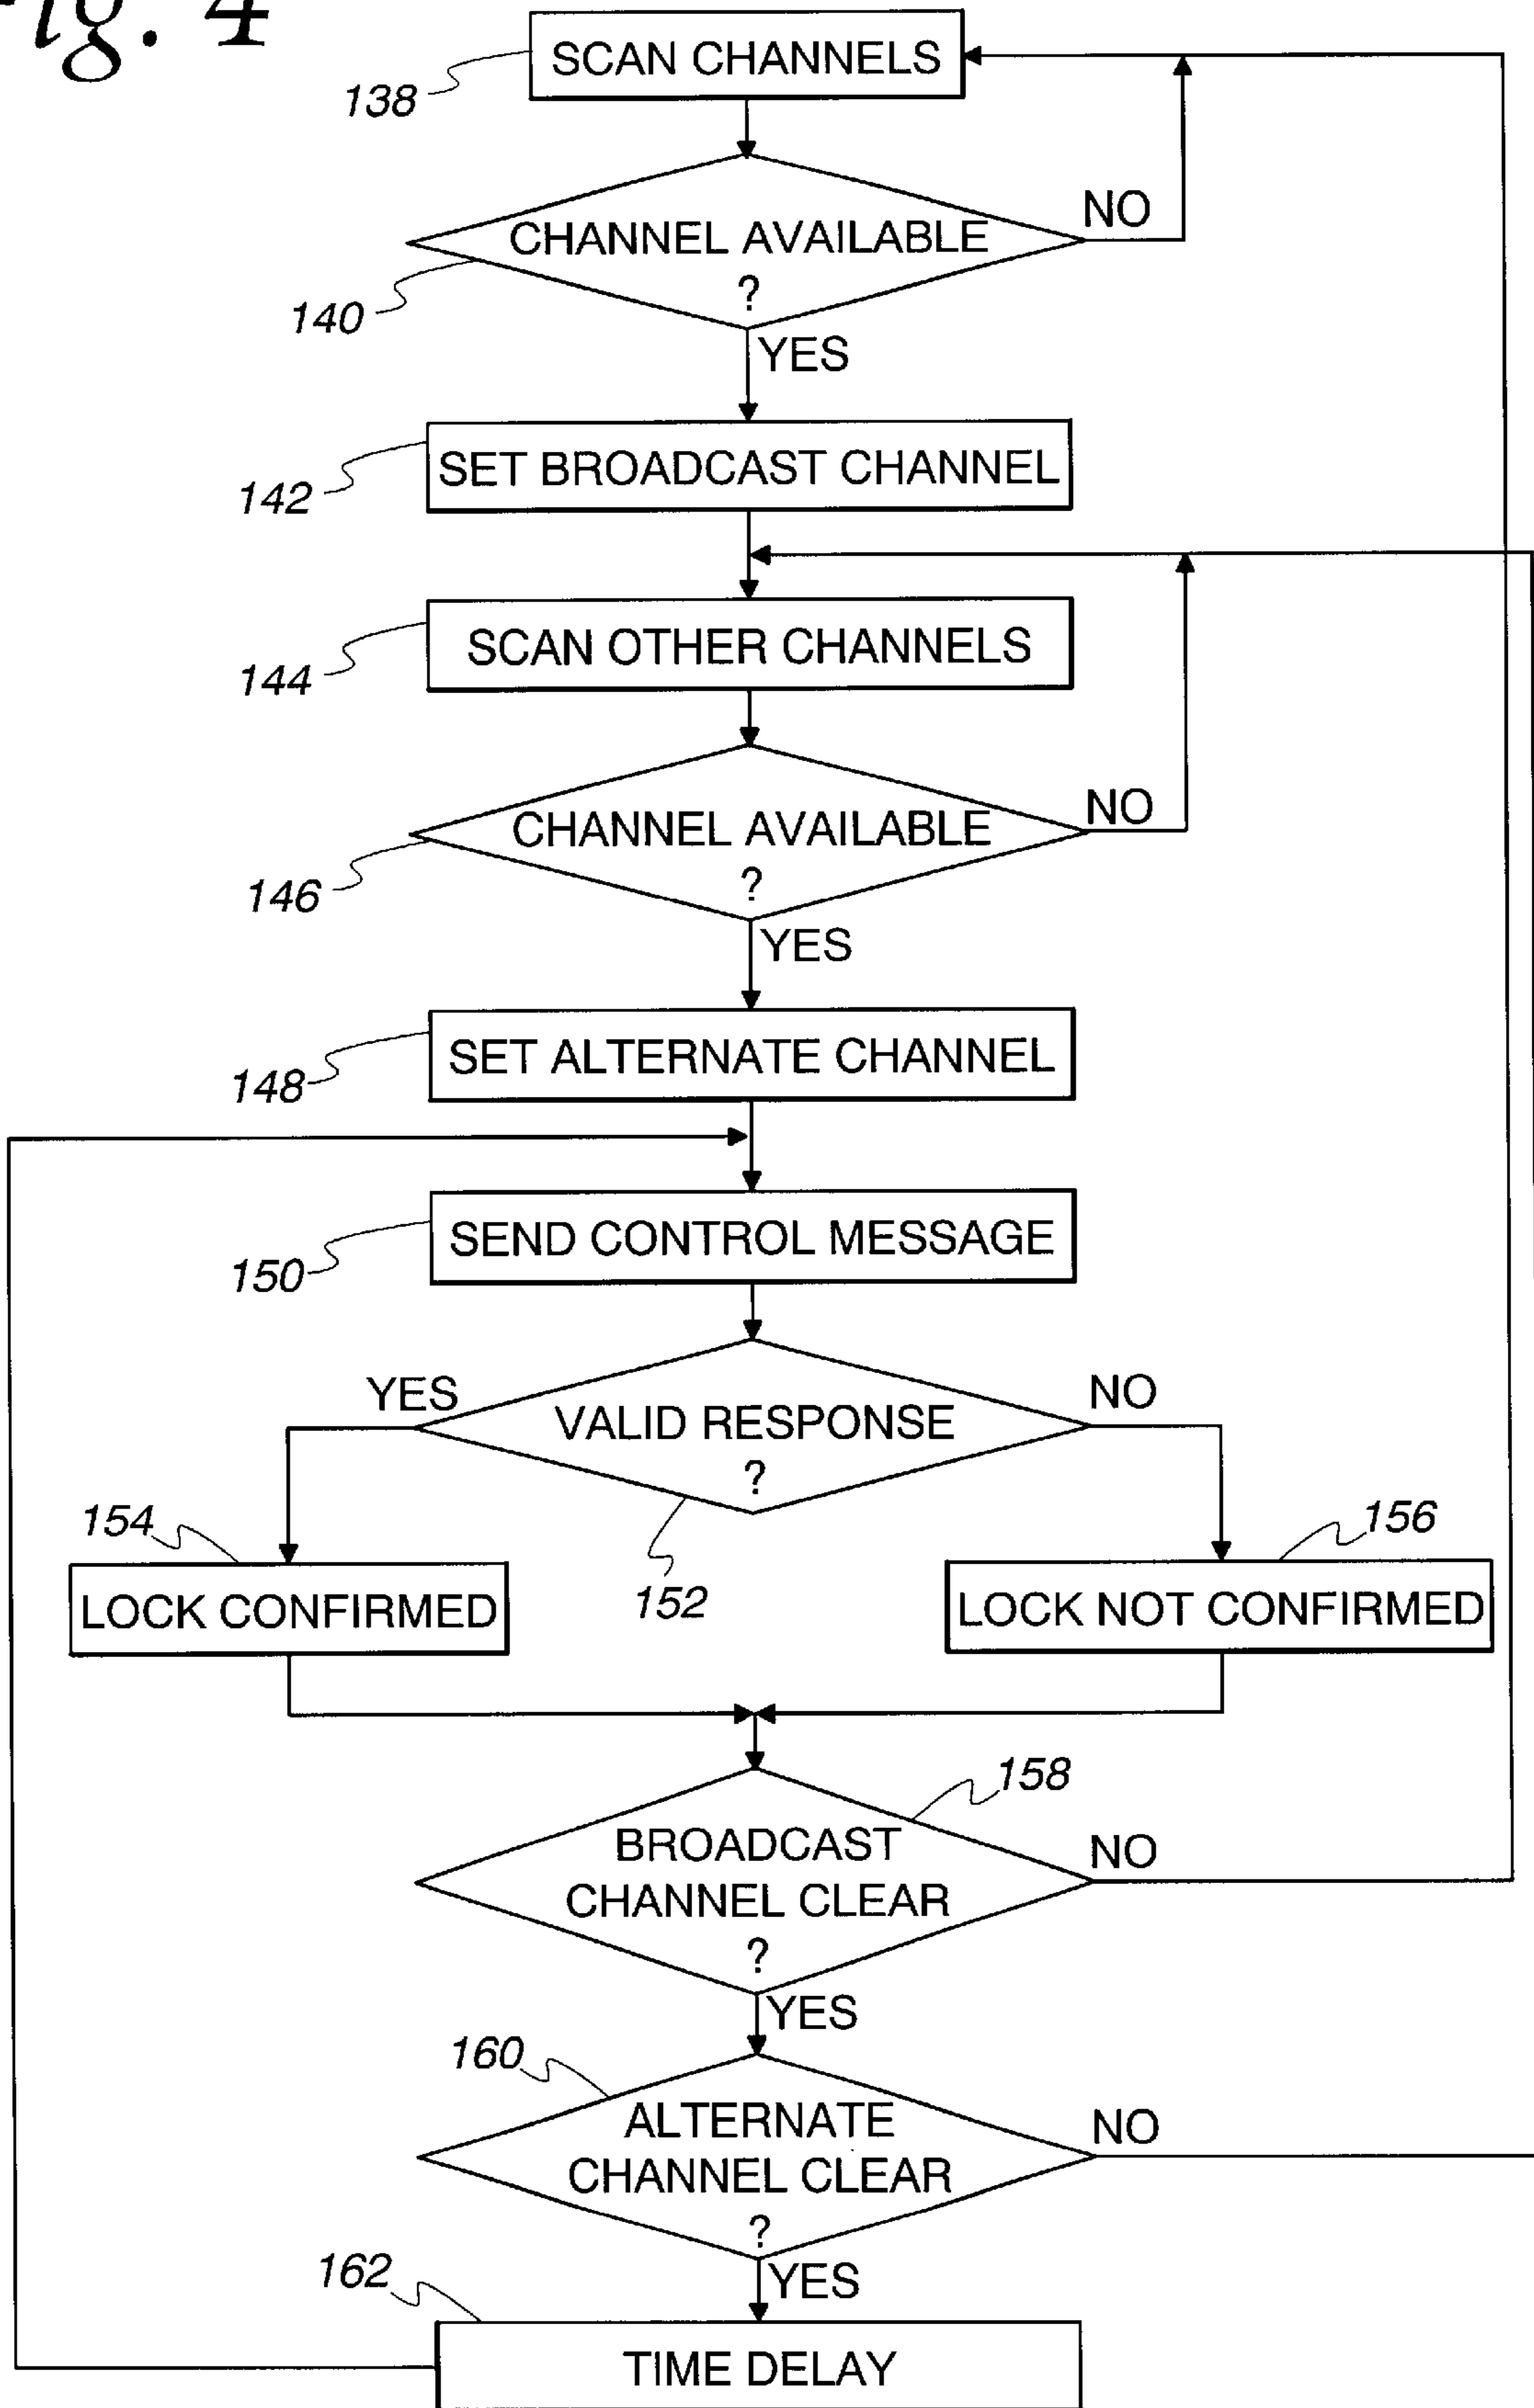 Fig. 4
SCAN CHANNELS
138
CHANNEL AVAILABLE
?
NO
140
YES
SET BROADCAST CHANNEL
142
SCAN OTHER CHANNELS
144
CHANNEL AVAILABLE
?
NO
146
YES
SET ALTERNATE CHANNEL
148
SEND CONTROL MESSAGE
150
YES
VALID RESPONSE
?
NO
152
154
LOCK CONFIRMED
156
LOCK NOT CONFIRMED
158
BROADCAST
CHANNEL CLEAR
?
NO
YES
160
ALTERNATE
CHANNEL CLEAR
?
NO
YES
162
TIME DELAY